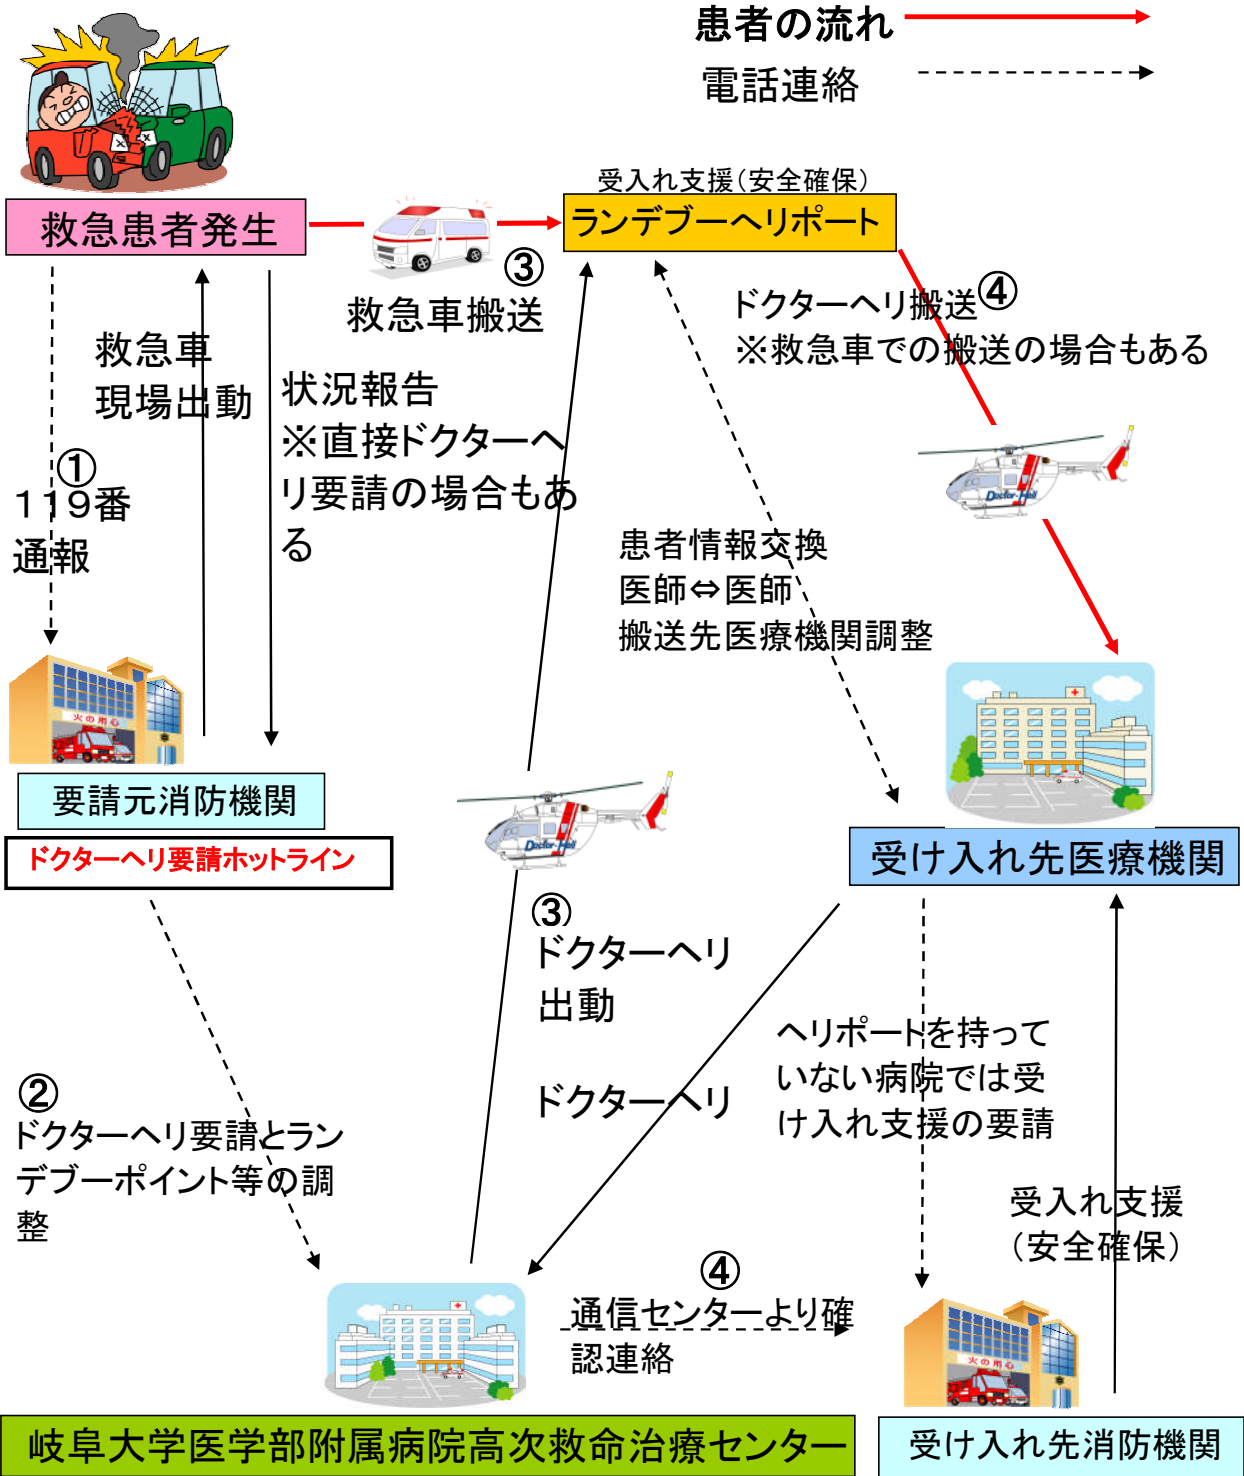 患者の流れ
電話連絡
受入れ支援（安全確保）
救急患者発生
ランデブーヘリポート
③
救急車搬送
ドクターヘリ搬送④
※救急車での搬送の場合もある
救急車
現場出動
状況報告
※直接ドクターヘ
リ要請の場合もあ
る
①
１１９番
通報
Doctor-Heli
患者情報交換
医師⇔医師
搬送先医療機関調整
火の用心
要請元消防機関
ドクターヘリ要請ホットライン
Doctor-Heli
受け入れ先医療機関
③
ドクターヘリ
出動
ドクターヘリ
ヘリポートを持って
いない病院では受
け入れ支援の要請
②
ドクターヘリ要請とラン
デブーポイント等の調
整
受入れ支援
（安全確保）
④
通信センターより確
認連絡
火の用心
岐阜大学医学部附属病院高次救命治療センター
受け入れ先消防機関